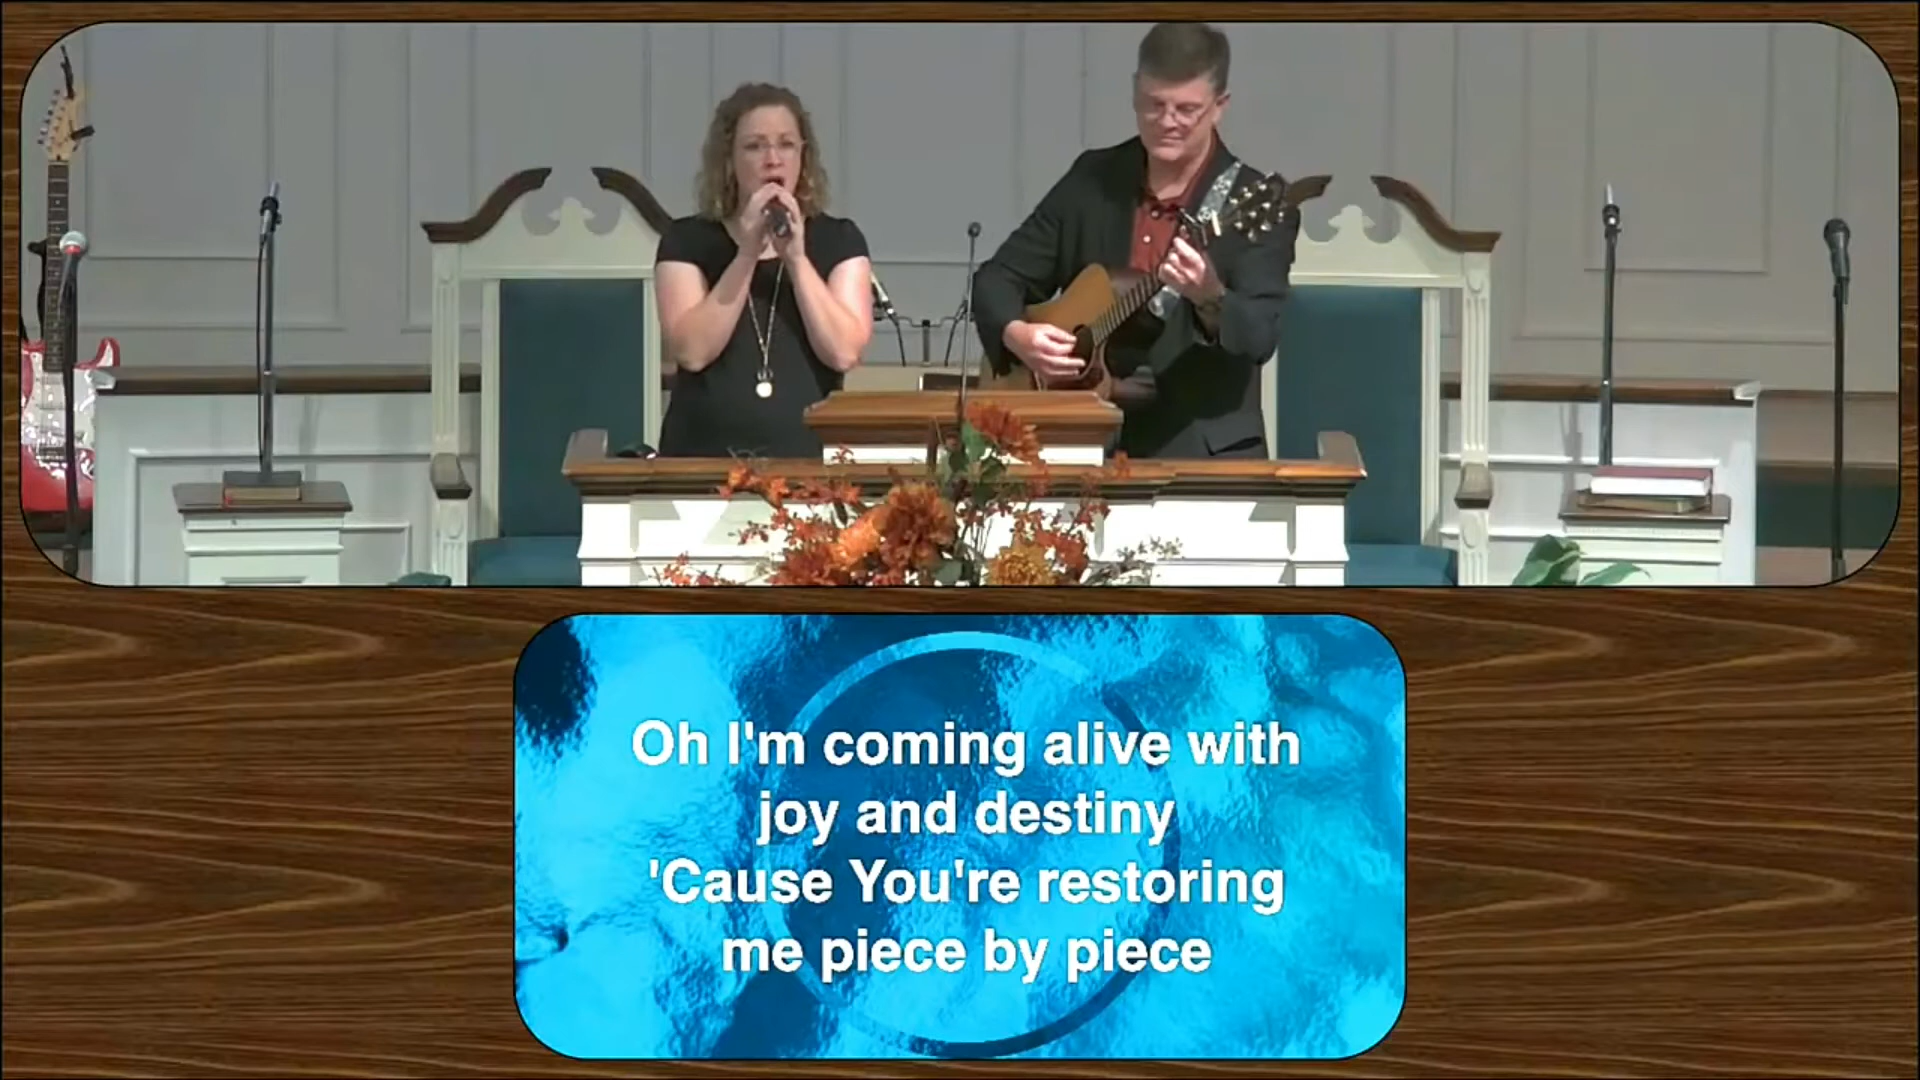 Oh I'm coming alive with
joy and destiny
'Cause You're restoring
me piece by piece